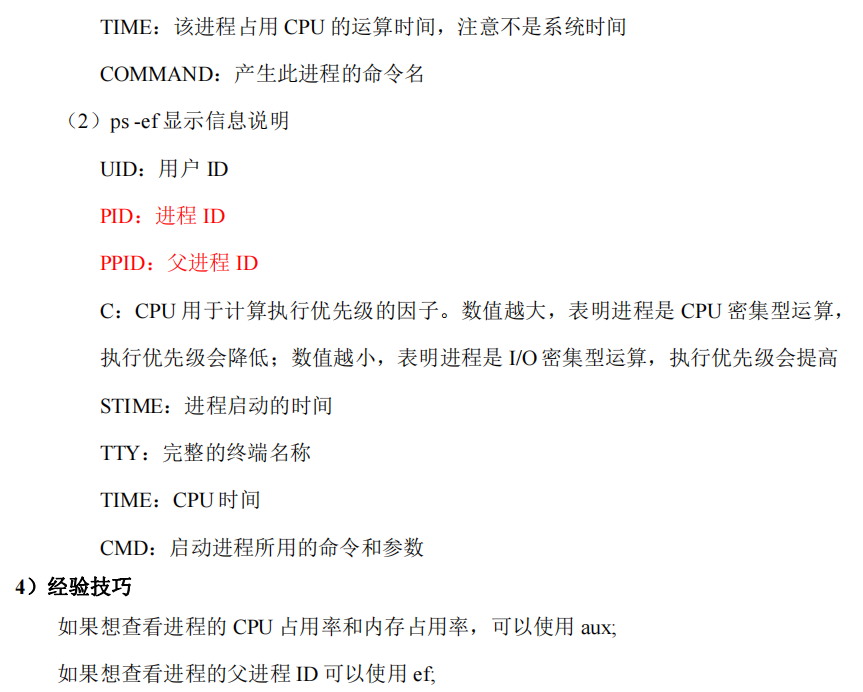 TIME：该进程占用 CPU 的运算时间，注意不是系统时间
COMMAND：产生此进程的命令名
（2）ps -ef 显示信息说明
UID：用户 ID
PID：进程 ID
PPID：父进程 ID
C：CPU 用于计算执行优先级的因子。数值越大，表明进程是 CPU 密集型运算，
执行优先级会降低；数值越小，表明进程是 I/O 密集型运算，执行优先级会提高
STIME：进程启动的时间
TTY：完整的终端名称
TIME：CPU 时间
CMD：启动进程所用的命令和参数
4）经验技巧
如果想查看进程的 CPU 占用率和内存占用率，可以使用 aux;
如果想查看进程的父进程 ID 可以使用 ef;